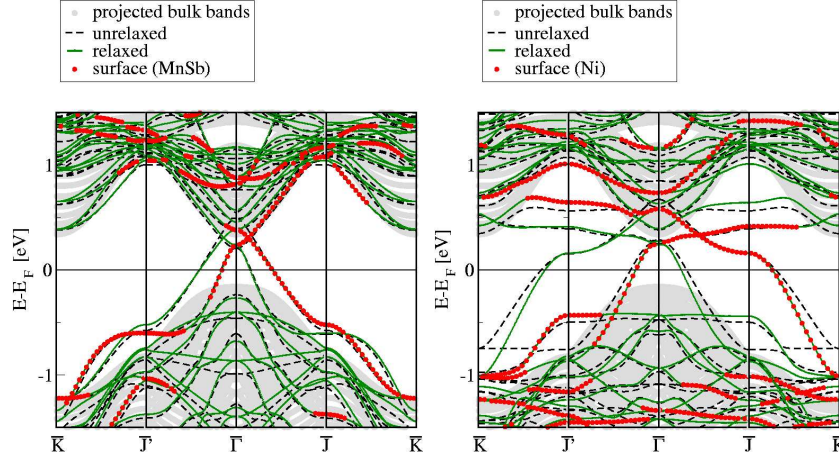 projected bulk bands
unrelaxed
relaxed
surface (MnSb)
E-E_F [eV]
1
0
-1
K̅ J̅' Γ̅ J̅ K̅
projected bulk bands
unrelaxed
relaxed
surface (Ni)
E-E_F [eV]
1
0
-1
K̅ J̅' Γ̅ J̅ K̅